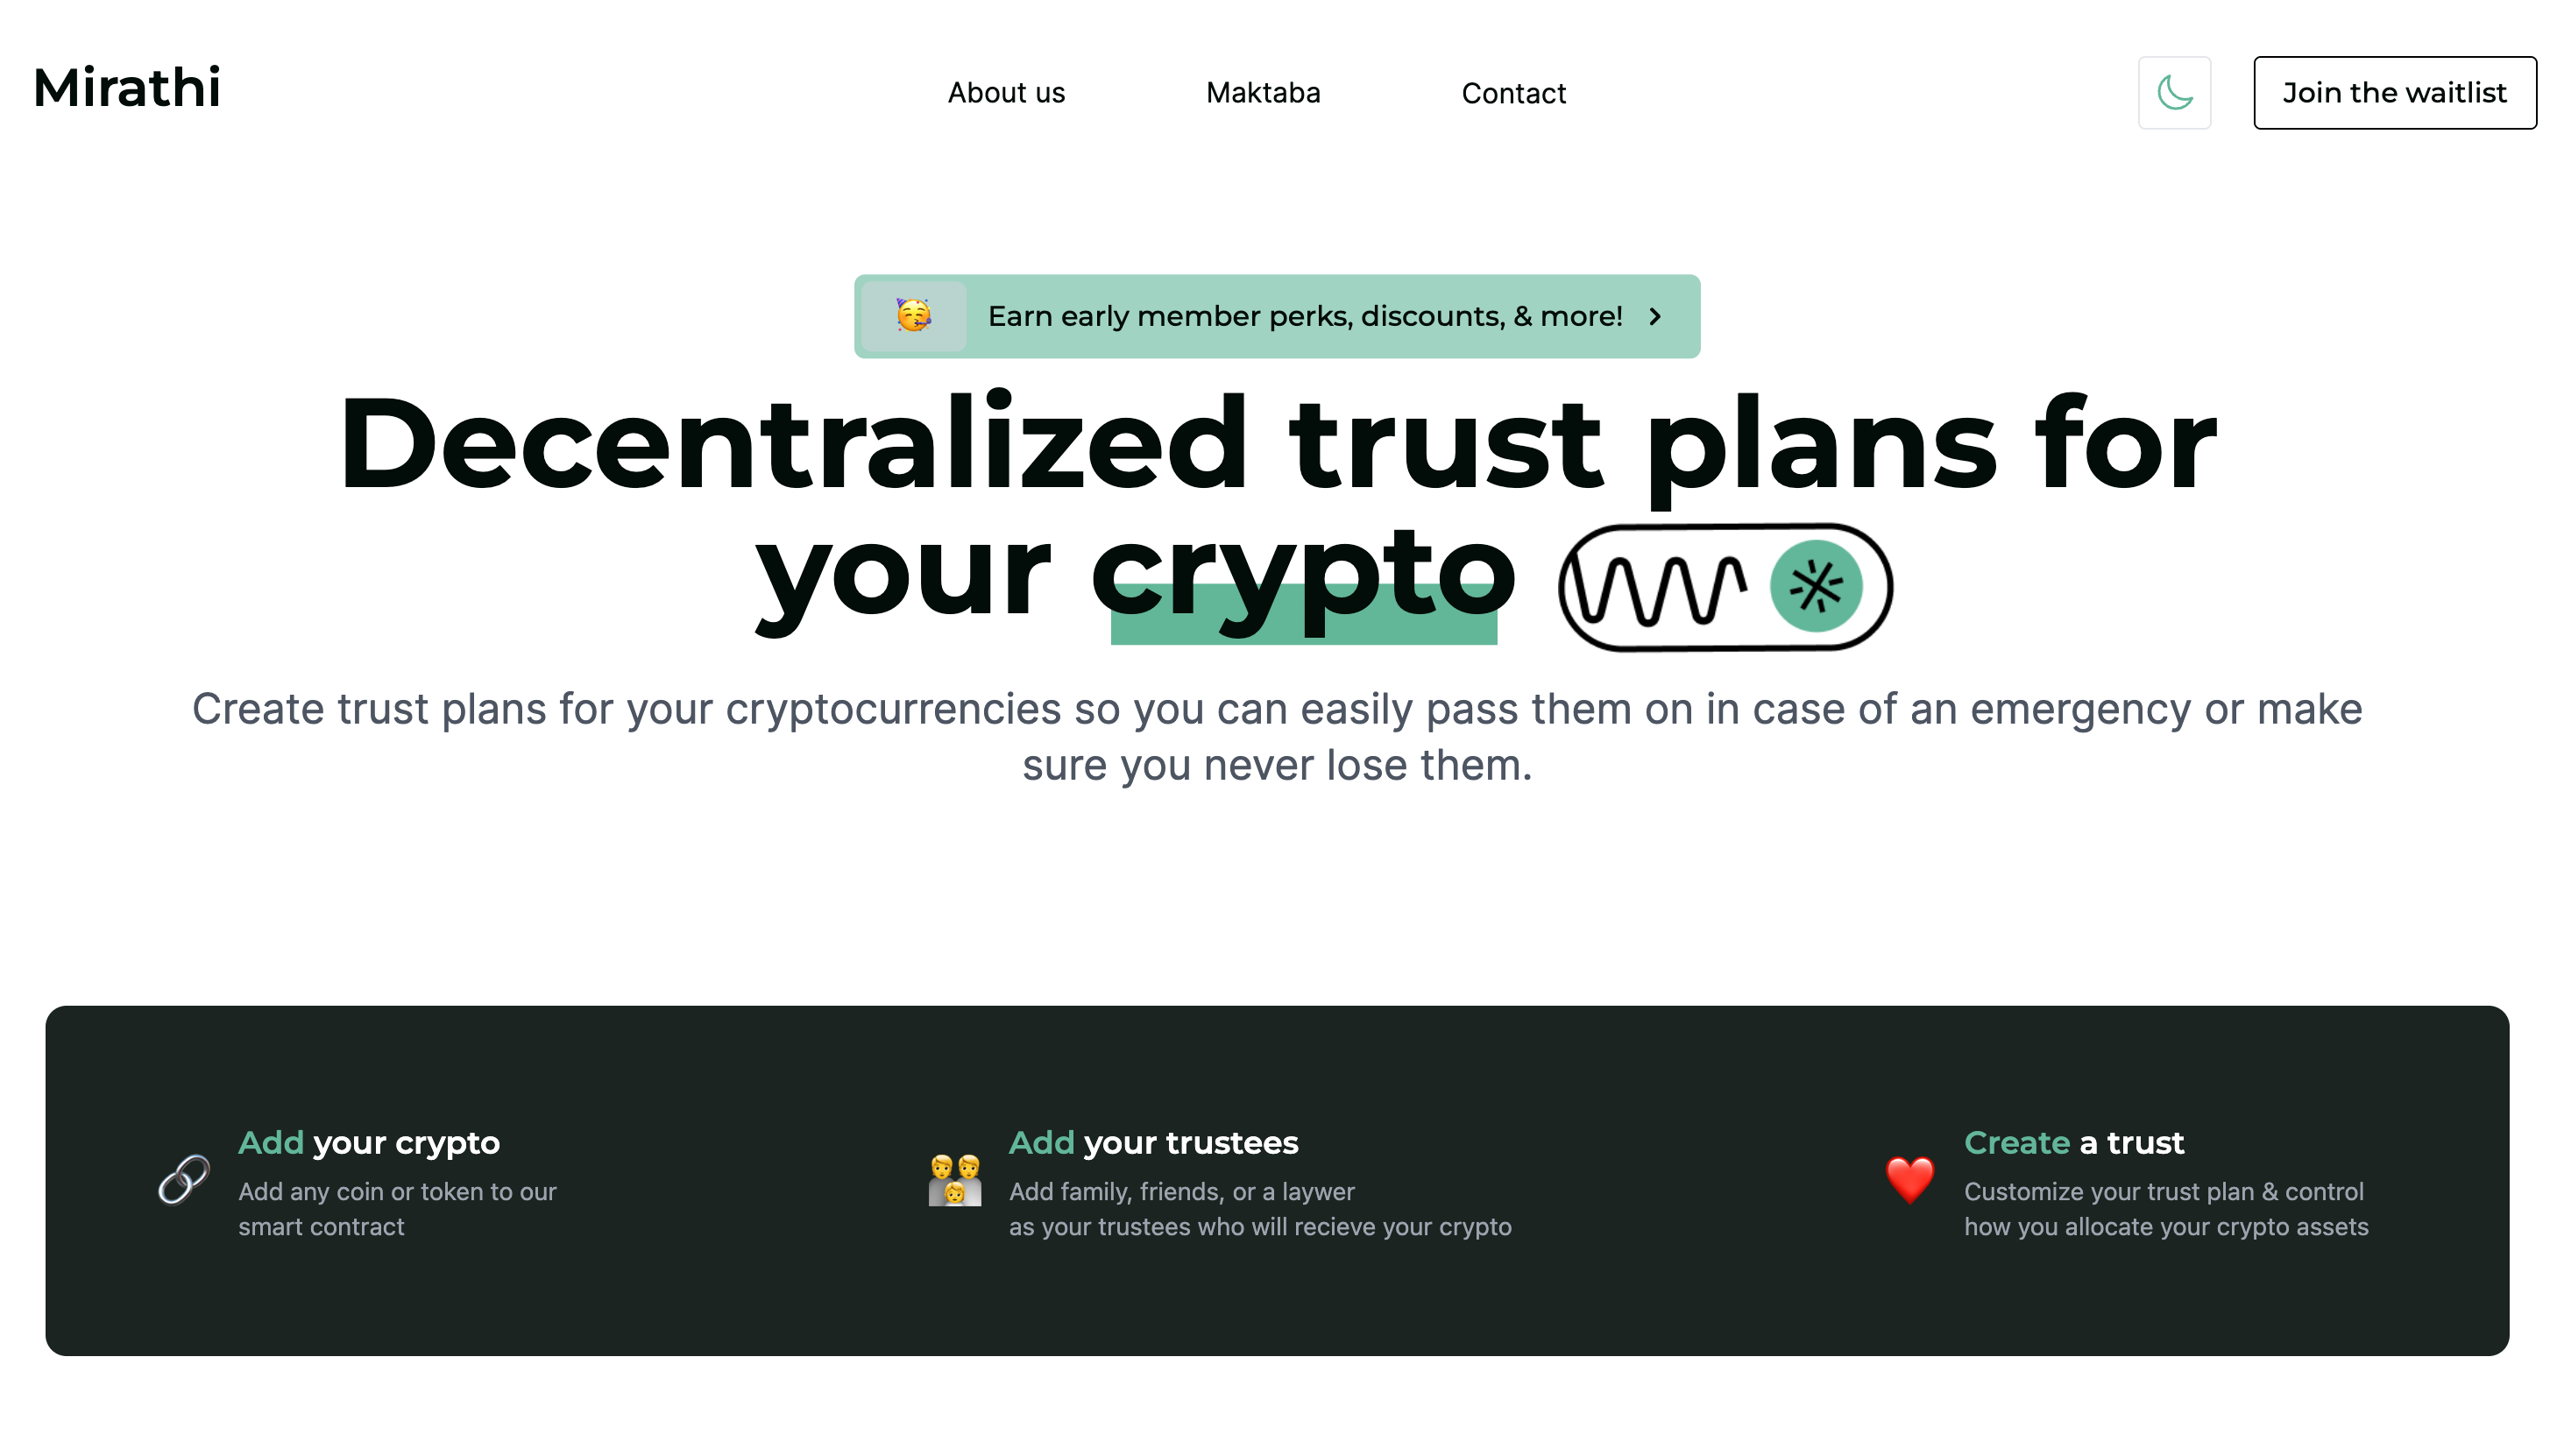 Mirathi
About us
Maktaba
Contact
Join the waitlist
Earn early member perks, discounts, & more!
Decentralized trust plans for
your crypto
Create trust plans for your cryptocurrencies so you can easily pass them on in case of an emergency or make
sure you never lose them.
Add your crypto
Add any coin or token to our
smart contract
Add your trustees
Add family, friends, or a laywer
as your trustees who will recieve your crypto
Create a trust
Customize your trust plan & control
how you allocate your crypto assets